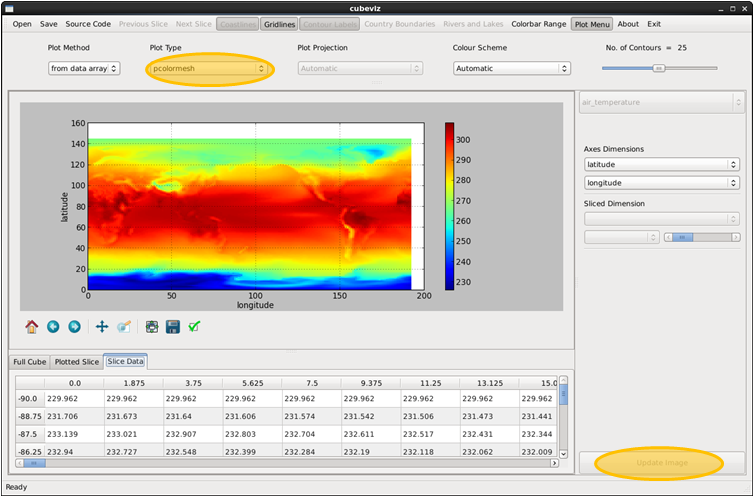 cubeviz
Open Save Source Code Previous Slice Next Slice Coastlines Gridlines Contour Labels Country Boundaries Rivers and Lakes Colorbar Range Plot Menu About Exit
Plot Method Plot Type Plot Projection Colour Scheme No. of Contours = 25
from data array pcolormesh Automatic Automatic
air_temperature
160
140
120
100
80
60
40
20
0
latitude
0 50 100 150 200
longitude
300
290
280
270
260
250
240
230
Axes Dimensions
latitude
longitude
Sliced Dimension
Full Cube Plotted Slice Slice Data
0.0 1.875 3.75 5.625 7.5 9.375 11.25 13.125 15.0
-90.0 229.962 229.962 229.962 229.962 229.962 229.962 229.962 229.962 229.962
-88.75 231.706 231.673 231.64 231.606 231.574 231.542 231.506 231.473 231.441
-87.5 233.139 233.021 232.907 232.803 232.704 232.611 232.517 232.431 232.344
-86.25 232.94 232.727 232.548 232.399 232.284 232.19 232.118 232.062 232.009
Update Image
Ready